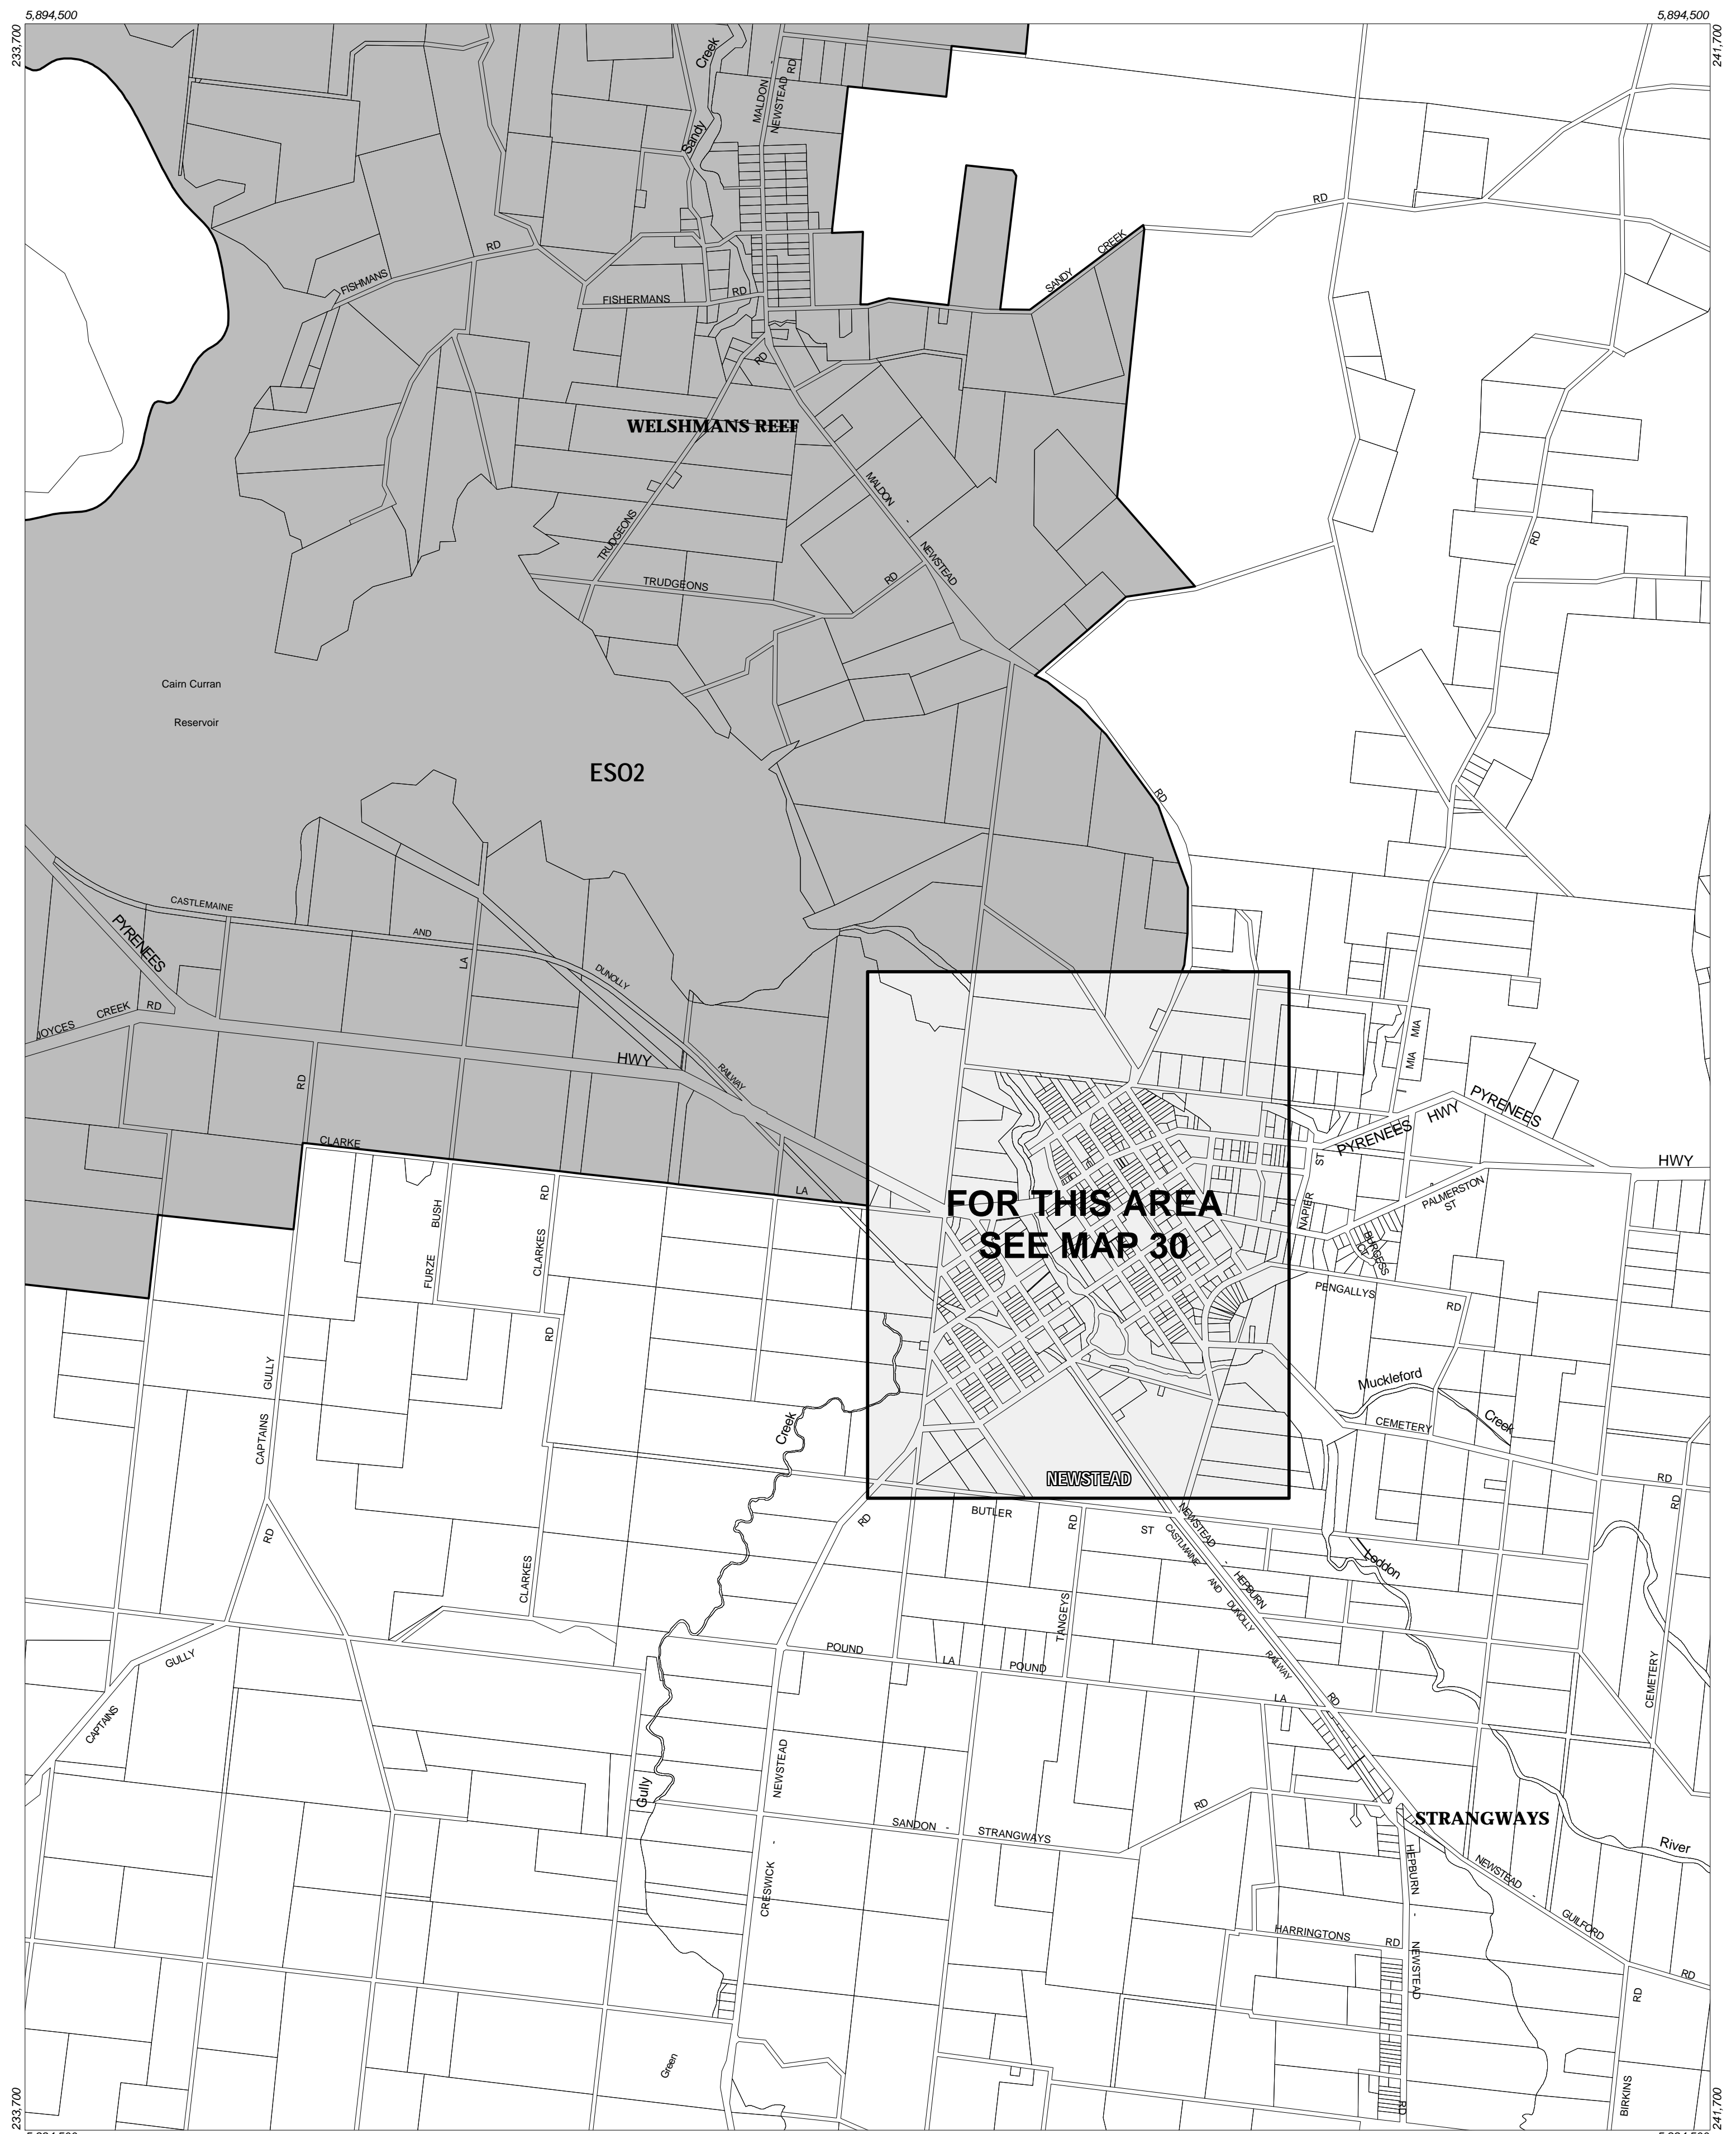 5,894,500
5,894,500
233,700
241,700
Creek
MALDON -
NEWSTEAD RD
Sandy
RD
CREEK
SANDY
RD
FISHMANS
FISHERMANS
RD
RD
WELSHMANS REEF
MALDON
-
NEWSTEAD
TRUDGEONS
RD
TRUDGEONS
RD
Cairn Curran
Reservoir
ESO2
RD
CASTLEMAINE
AND
DUNOLLY
RAILWAY
PYRENEES
LA
JOYCES
CREEK
RD
HWY
RD
MIA
MIA
PYRENEES
HWY
PYRENEES
HWY
CLARKE
LA
ST
NAPIER
PALMERSTON
ST
BURGESS
CT
FOR THIS AREA
SEE MAP 30
BUSH
FURZE
RD
CLARKES
RD
PENGALLYS
RD
GULLY
CAPTAINS
RD
Creek
Muckleford
Creek
CEMETERY
RD
RD
NEWSTEAD
BUTLER
ST
RD
RD
CLARKES
TANGEYS
NEWSTEAD
-
HEPBURN
RD
CASTLMAINE
AND
DUNOLLY
RAILWAY
Loddon
GULLY
CAPTAINS
POUND
LA
POUND
LA
CEMETERY
NEWSTEAD
-
CRESWICK
Gully
SANDON -
STRANGWAYS
RD
STRANGWAYS
River
HEPBURN
-
NEWSTEAD
RD
NEWSTEAD
-
GUILFORD
RD
HARRINGTONS
RD
RD
BIRKINS
Green
233,700
241,700